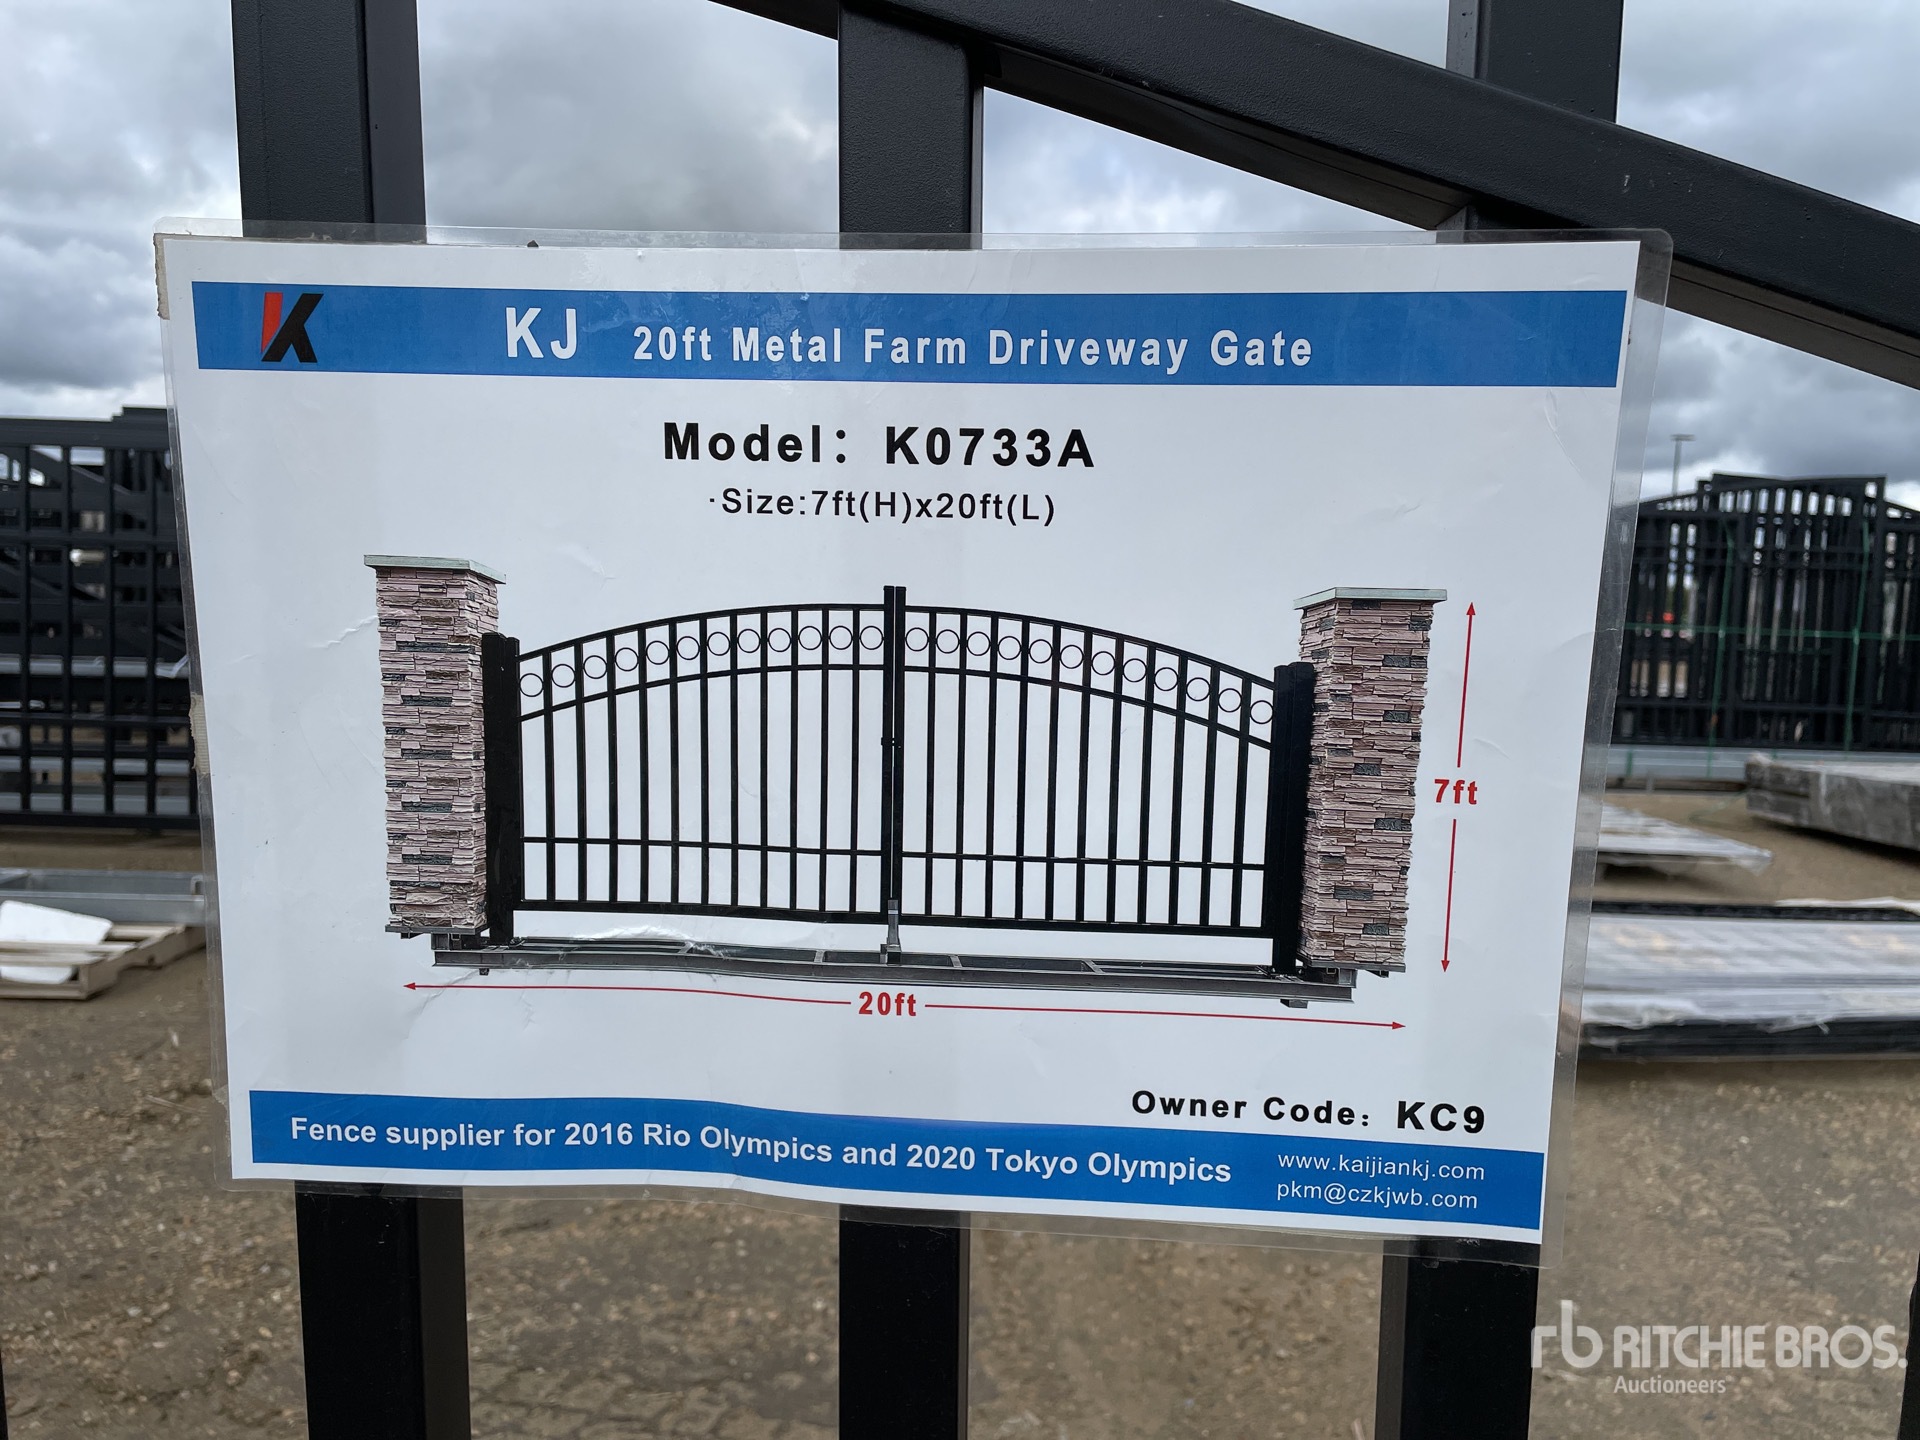 KJ 20ft Metal Farm Driveway Gate
Model: K0733A
·Size:7ft(H)x20ft(L)
7ft
20ft
Owner Code: KC9
Fence supplier for 2016 Rio Olympics and 2020 Tokyo Olympics
www.kaijiankj.com
pkm@czkjwb.com
rb RITCHIE BROS.
Auctioneers